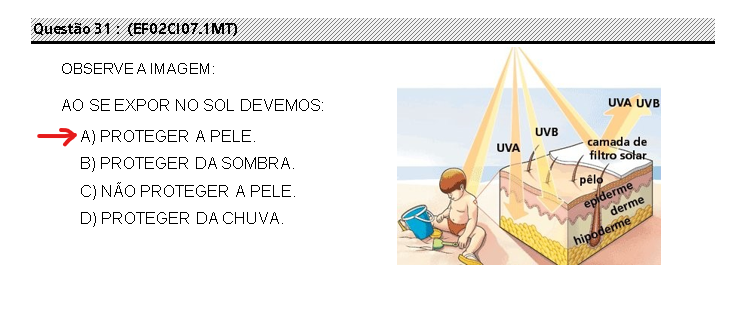 Questão 31 : (EF02CI07.1MT)
OBSERVE A IMAGEM:
AO SE EXPOR NO SOL DEVEMOS:
A) PROTEGER A PELE.
B) PROTEGER DA SOMBRA.
C) NÃO PROTEGER A PELE.
D) PROTEGER DA CHUVA.
UVA UVB
UVB
UVA
camada de
filtro solar
pêlo
epiderme
derme
hipoderme